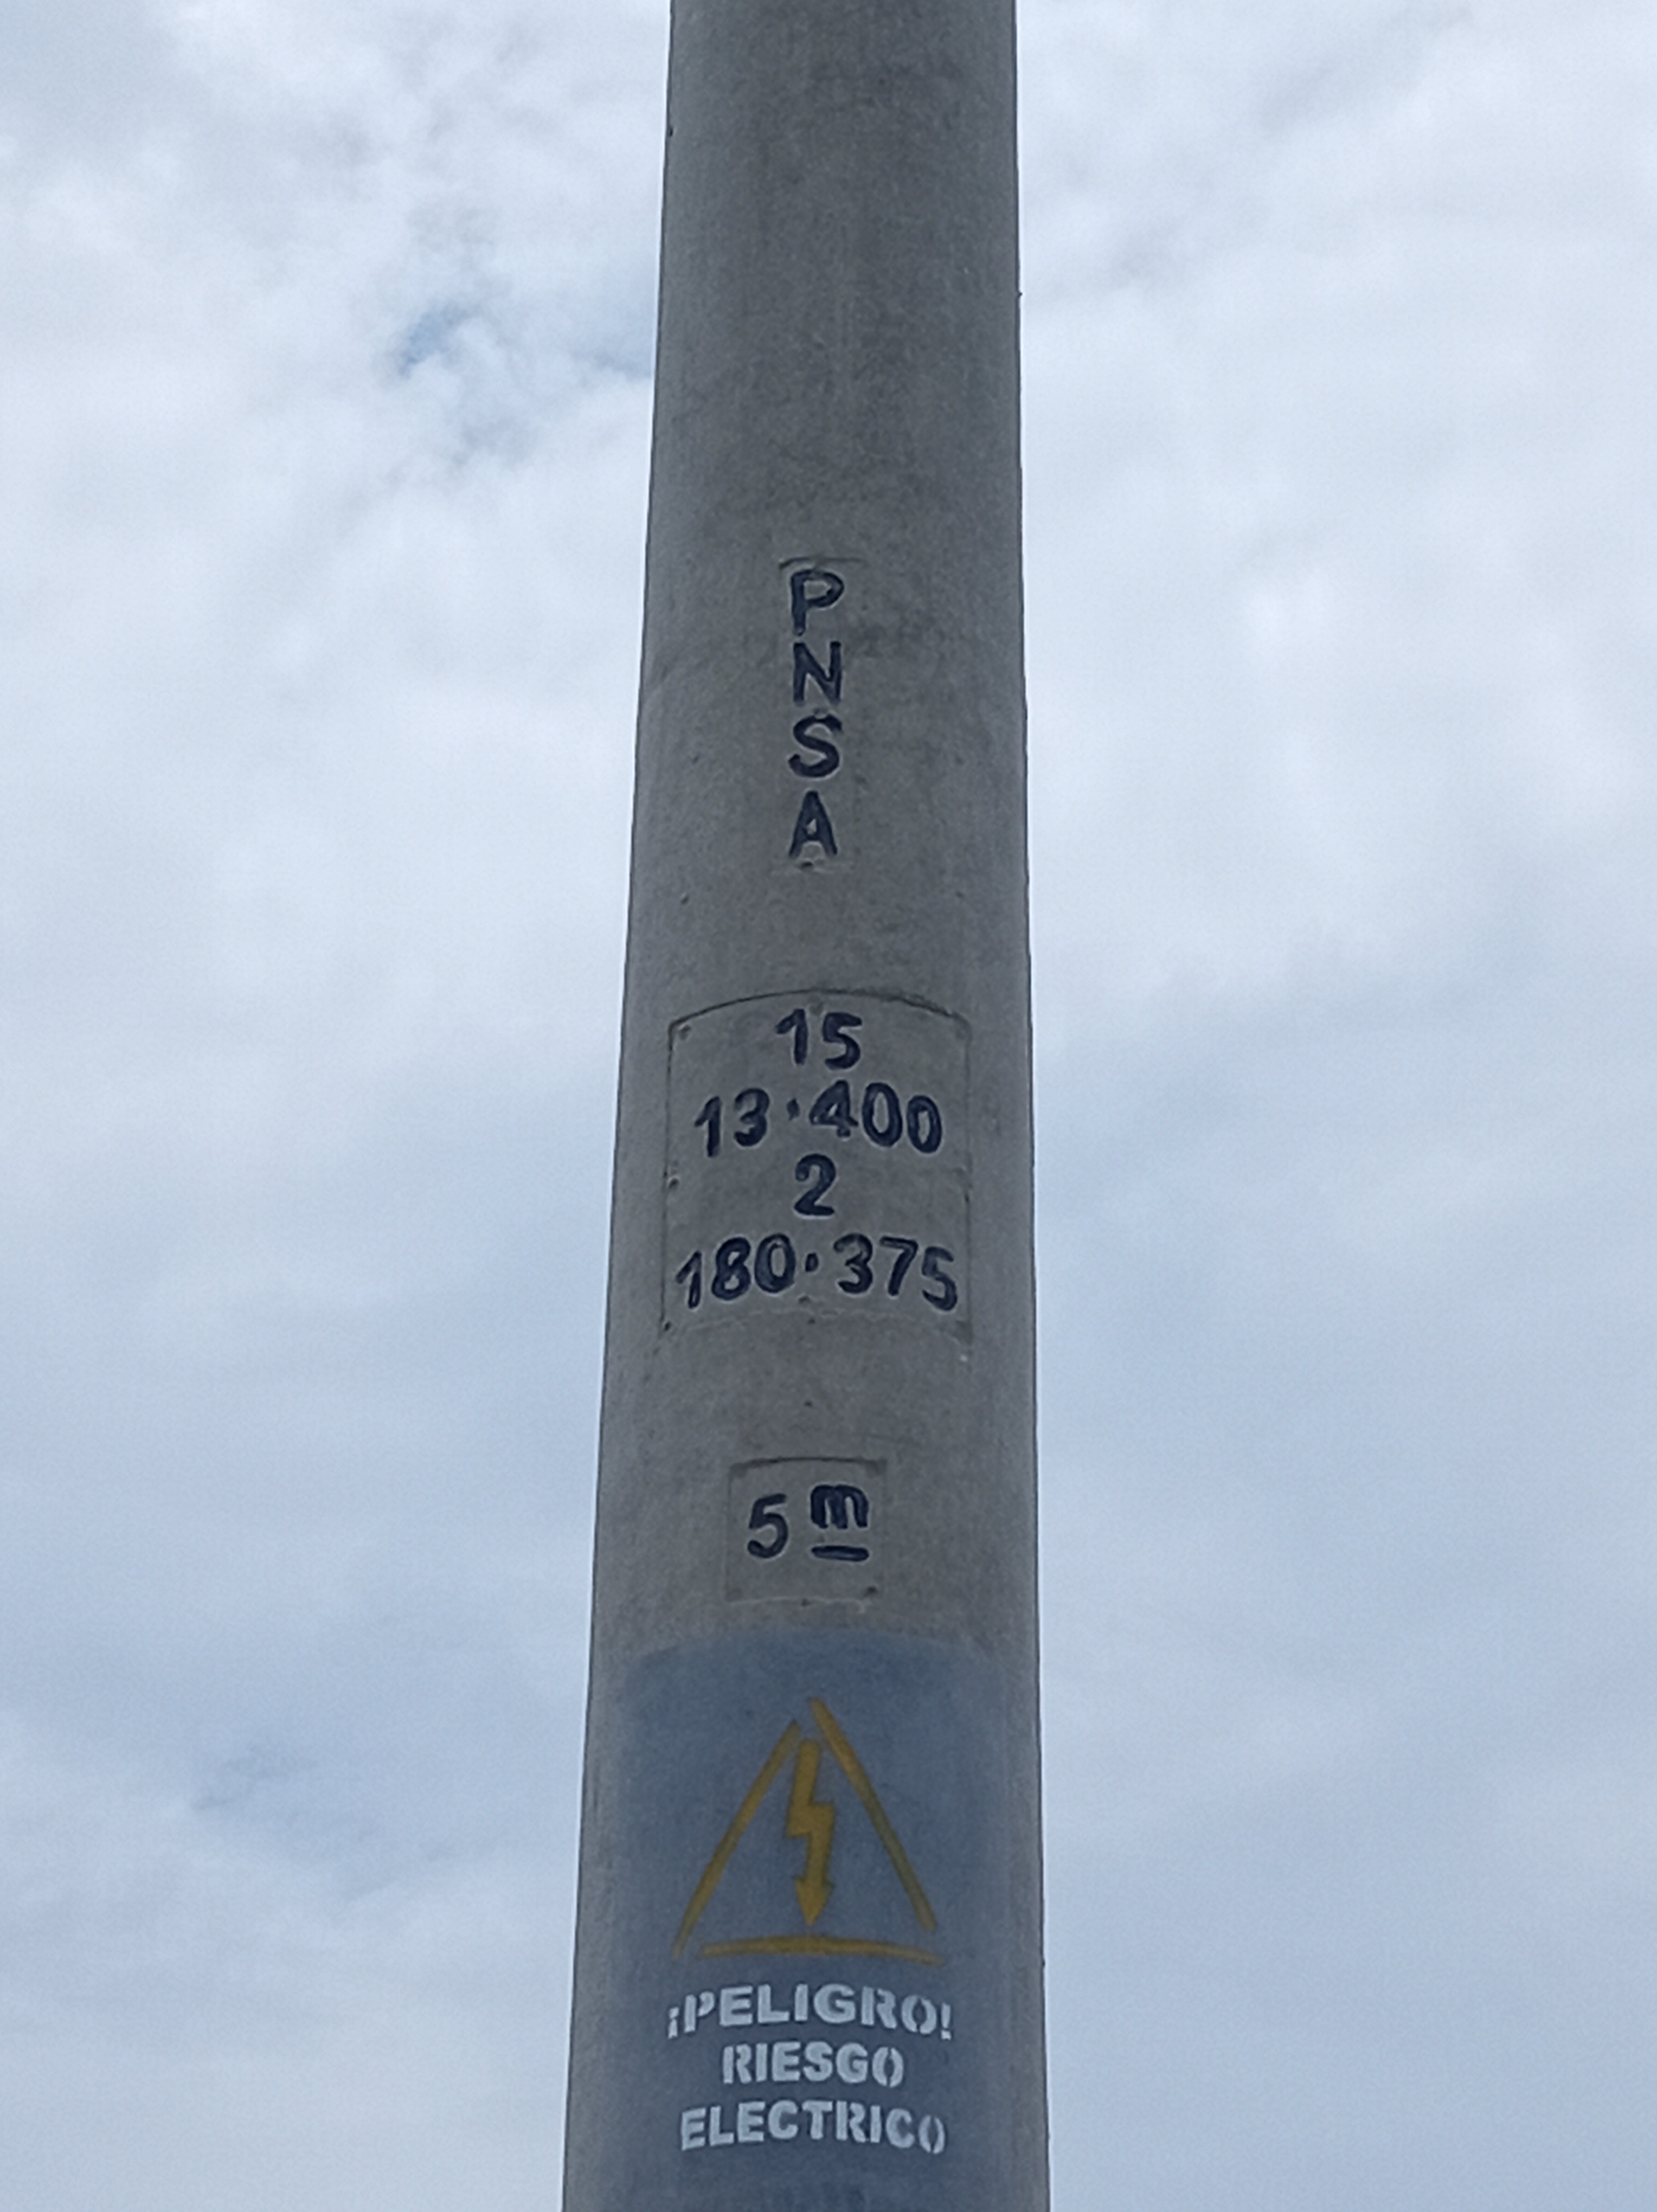 P
N
S
A
15
13·400
2
180·375
5 m
¡PELIGRO!
RIESGO
ELECTRICO